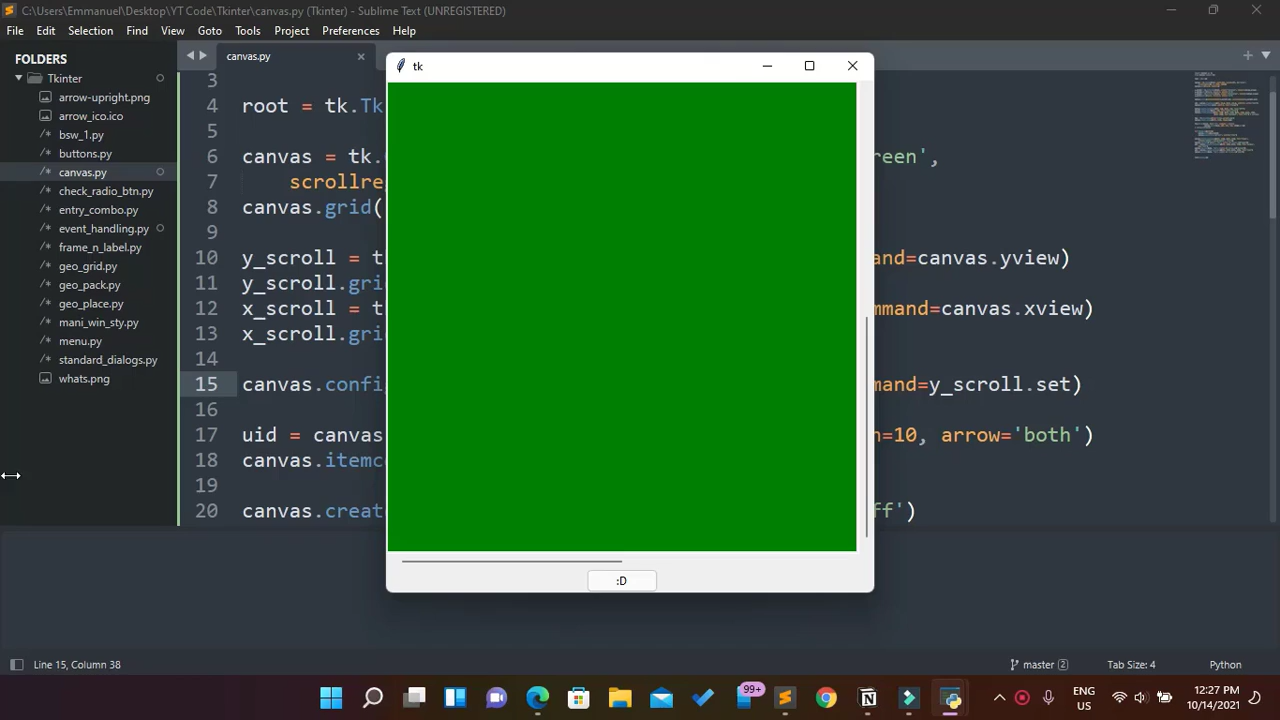 C:\Users\Emmanuel\Desktop\YT Code\Tkinter\canvas.py (Tkinter) - Sublime Text (UNREGISTERED)
File Edit Selection Find View Goto Tools Project Preferences Help
FOLDERS
Tkinter
arrow-upright.png
arrow_ico.ico
bsw_1.py
buttons.py
canvas.py
check_radio_btn.py
entry_combo.py
event_handling.py
frame_n_label.py
geo_grid.py
geo_pack.py
geo_place.py
mani_win_sty.py
menu.py
standard_dialogs.py
whats.png
canvas.py
tk
3
4 root = tk.Tk
5
6 canvas = tk. reen',
7 scrollre
8 canvas.grid(
9
10 y_scroll = t and=canvas.yview)
11 y_scroll.gri
12 x_scroll = t mmand=canvas.xview)
13 x_scroll.gri
14
15 canvas.confi mand=y_scroll.set)
16
17 uid = canvas =10, arrow='both')
18 canvas.itemc
19
20 canvas.creat ff')
:D
Line 15, Column 38 master 2 Tab Size: 4 Python
99+
ENG
US
12:27 PM
10/14/2021